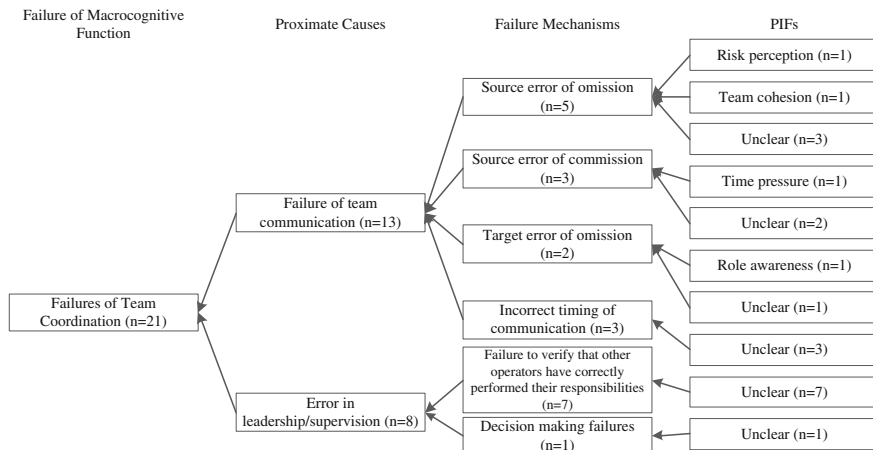 Failure of Macrocognitive
Function
Proximate Causes
Failure Mechanisms
PIFs
Failures of Team
Coordination (n=21)
Failure of team
communication (n=13)
Error in
leadership/supervision (n=8)
Source error of omission
(n=5)
Source error of commission
(n=3)
Target error of omission
(n=2)
Incorrect timing of
communication (n=3)
Failure to verify that other
operators have correctly
performed their responsibilities
(n=7)
Decision making failures
(n=1)
Risk perception (n=1)
Team cohesion (n=1)
Unclear (n=3)
Time pressure (n=1)
Unclear (n=2)
Role awareness (n=1)
Unclear (n=1)
Unclear (n=3)
Unclear (n=7)
Unclear (n=1)